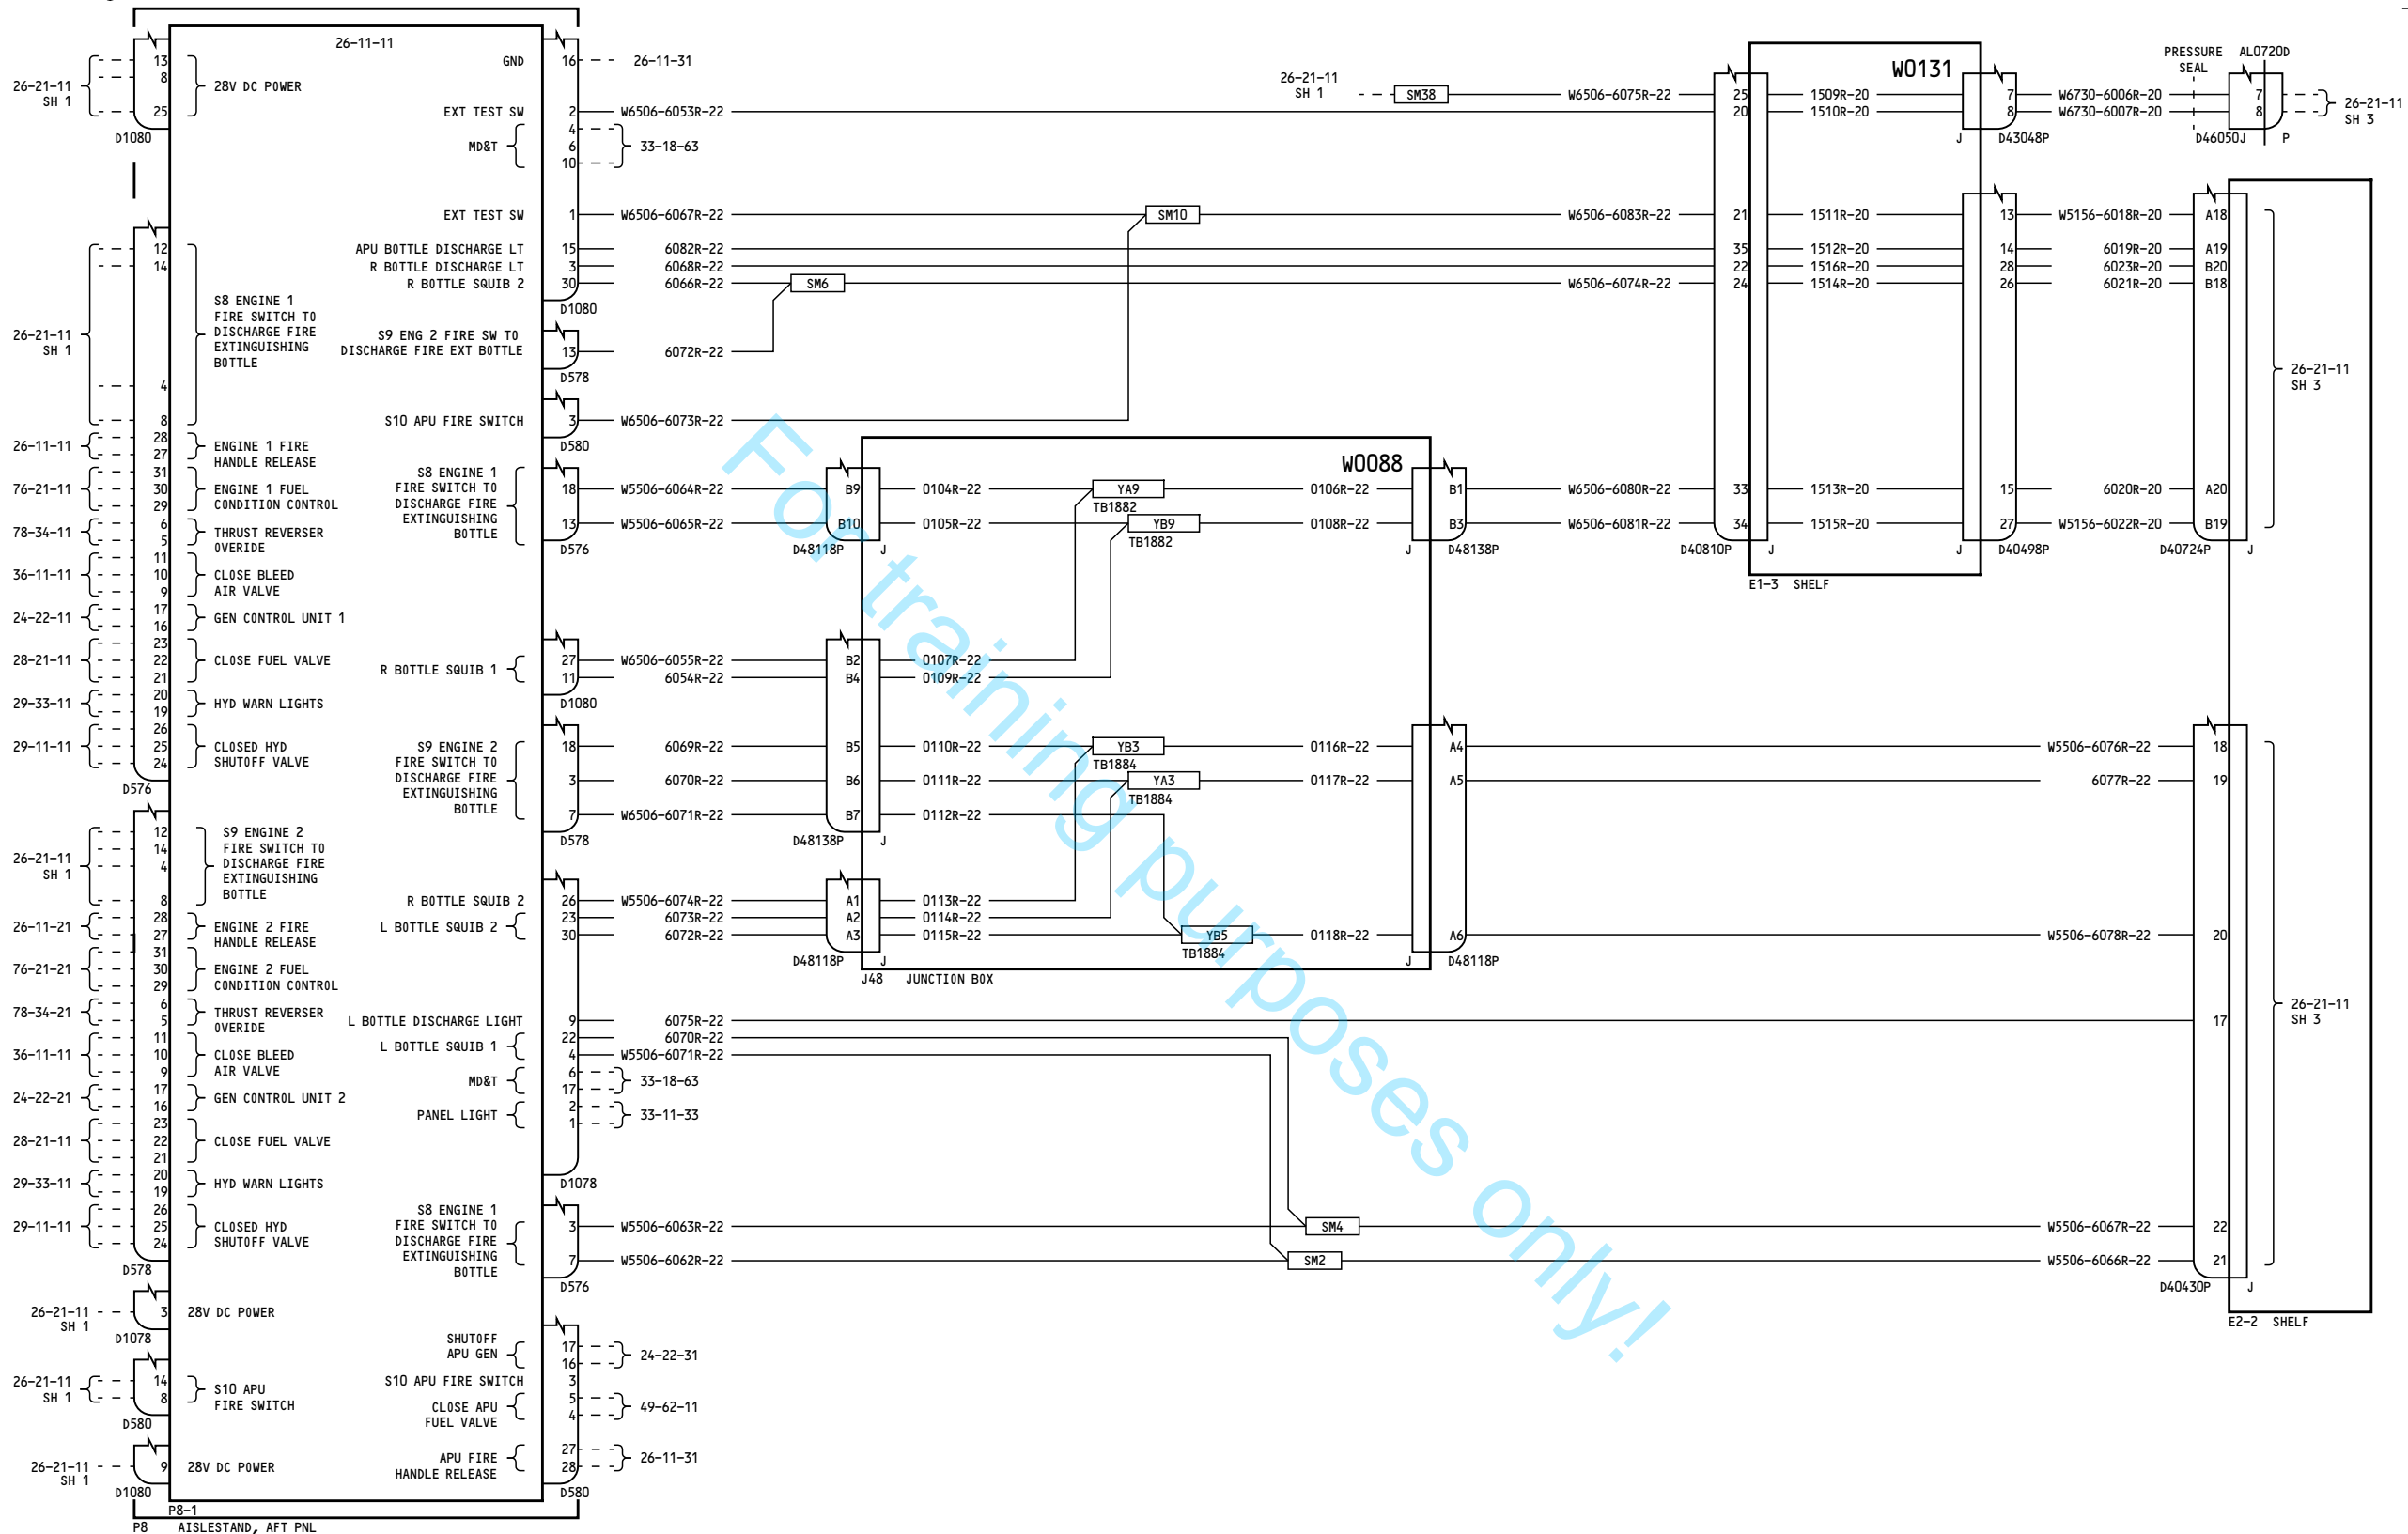 26-11-11
13
8
25
26-21-11
SH 1
28V DC POWER
D1080
GND
16
26-11-31
EXT TEST SW
2
W6506-6053R-22
4
6
10
MD&T
33-18-63
EXT TEST SW
1
W6506-6067R-22
APU BOTTLE DISCHARGE LT
15
6082R-22
R BOTTLE DISCHARGE LT
3
6068R-22
R BOTTLE SQUIB 2
30
6066R-22
D1080
SM10
SM6
S9 ENG 2 FIRE SW TO
DISCHARGE FIRE EXT BOTTLE
13
6072R-22
D578
S10 APU FIRE SWITCH
3
W6506-6073R-22
D580
26-21-11
SH 1
SM38
W6506-6075R-22
25
20
W6506-6083R-22
21
35
22
W6506-6074R-22
24
W6506-6080R-22
33
W6506-6081R-22
34
D40810P
J
W0131
1509R-20
1510R-20
1511R-20
1512R-20
1516R-20
1514R-20
1513R-20
1515R-20
E1-3 SHELF
7
8
J
D43048P
W6730-6006R-20
W6730-6007R-20
PRESSURE
SEAL
AL0720D
7
8
D46050J
P
26-21-11
SH 3
13
14
28
26
15
27
J
D40498P
W5156-6018R-20
6019R-20
6023R-20
6021R-20
6020R-20
W5156-6022R-20
A18
A19
B20
B18
A20
B19
D40724P
J
26-21-11
SH 3
12
14
4
8
26-21-11
SH 1
S8 ENGINE 1
FIRE SWITCH TO
DISCHARGE FIRE
EXTINGUISHING
BOTTLE
26-11-11
28
27
ENGINE 1 FIRE
HANDLE RELEASE
76-21-11
31
30
29
ENGINE 1 FUEL
CONDITION CONTROL
78-34-11
6
5
THRUST REVERSER
OVERIDE
36-11-11
11
10
9
CLOSE BLEED
AIR VALVE
24-22-11
17
16
GEN CONTROL UNIT 1
28-21-11
23
22
21
CLOSE FUEL VALVE
29-33-11
20
19
HYD WARN LIGHTS
29-11-11
26
25
24
CLOSED HYD
SHUTOFF VALVE
D576
S8 ENGINE 1
FIRE SWITCH TO
DISCHARGE FIRE
EXTINGUISHING
BOTTLE
18
13
D576
W5506-6064R-22
W5506-6065R-22
B9
B10
D48118P
J
W0088
0104R-22
0105R-22
YA9
TB1882
YB9
TB1882
0106R-22
0108R-22
B1
B3
J
D48138P
R BOTTLE SQUIB 1
27
11
D1080
W6506-6055R-22
6054R-22
B2
B4
0107R-22
0109R-22
S9 ENGINE 2
FIRE SWITCH TO
DISCHARGE FIRE
EXTINGUISHING
BOTTLE
18
3
7
D578
6069R-22
6070R-22
W6506-6071R-22
B5
B6
B7
D48138P
J
0110R-22
0111R-22
0112R-22
YB3
TB1884
YA3
TB1884
0116R-22
0117R-22
A4
A5
W5506-6076R-22
6077R-22
18
19
R BOTTLE SQUIB 2
L BOTTLE SQUIB 2
26
23
30
W5506-6074R-22
6073R-22
6072R-22
A1
A2
A3
D48118P
J
0113R-22
0114R-22
0115R-22
YB5
TB1884
0118R-22
A6
J
D48118P
W5506-6078R-22
20
J48 JUNCTION BOX
26-21-11
SH 1
12
14
4
8
S9 ENGINE 2
FIRE SWITCH TO
DISCHARGE FIRE
EXTINGUISHING
BOTTLE
26-11-21
28
27
ENGINE 2 FIRE
HANDLE RELEASE
76-21-21
31
30
29
ENGINE 2 FUEL
CONDITION CONTROL
78-34-21
6
5
THRUST REVERSER
OVERIDE
36-11-11
11
10
9
CLOSE BLEED
AIR VALVE
24-22-21
17
16
GEN CONTROL UNIT 2
28-21-11
23
22
21
CLOSE FUEL VALVE
29-33-11
20
19
HYD WARN LIGHTS
29-11-11
26
25
24
CLOSED HYD
SHUTOFF VALVE
D578
L BOTTLE DISCHARGE LIGHT
9
6075R-22
17
L BOTTLE SQUIB 1
22
4
6070R-22
W5506-6071R-22
MD&T
6
17
33-18-63
PANEL LIGHT
2
1
33-11-33
D1078
26-21-11
SH 3
S8 ENGINE 1
FIRE SWITCH TO
DISCHARGE FIRE
EXTINGUISHING
BOTTLE
3
7
D576
W5506-6063R-22
W5506-6062R-22
SM4
SM2
W5506-6067R-22
W5506-6066R-22
22
21
D40430P
J
E2-2 SHELF
26-21-11
SH 1
3
28V DC POWER
D1078
26-21-11
SH 1
14
8
S10 APU
FIRE SWITCH
D580
26-21-11
SH 1
9
28V DC POWER
D1080
SHUTOFF
APU GEN
17
16
24-22-31
S10 APU FIRE SWITCH
3
CLOSE APU
FUEL VALVE
5
4
49-62-11
APU FIRE
HANDLE RELEASE
27
28
26-11-31
D580
P8-1
P8 AISLESTAND, AFT PNL
For training purposes only!